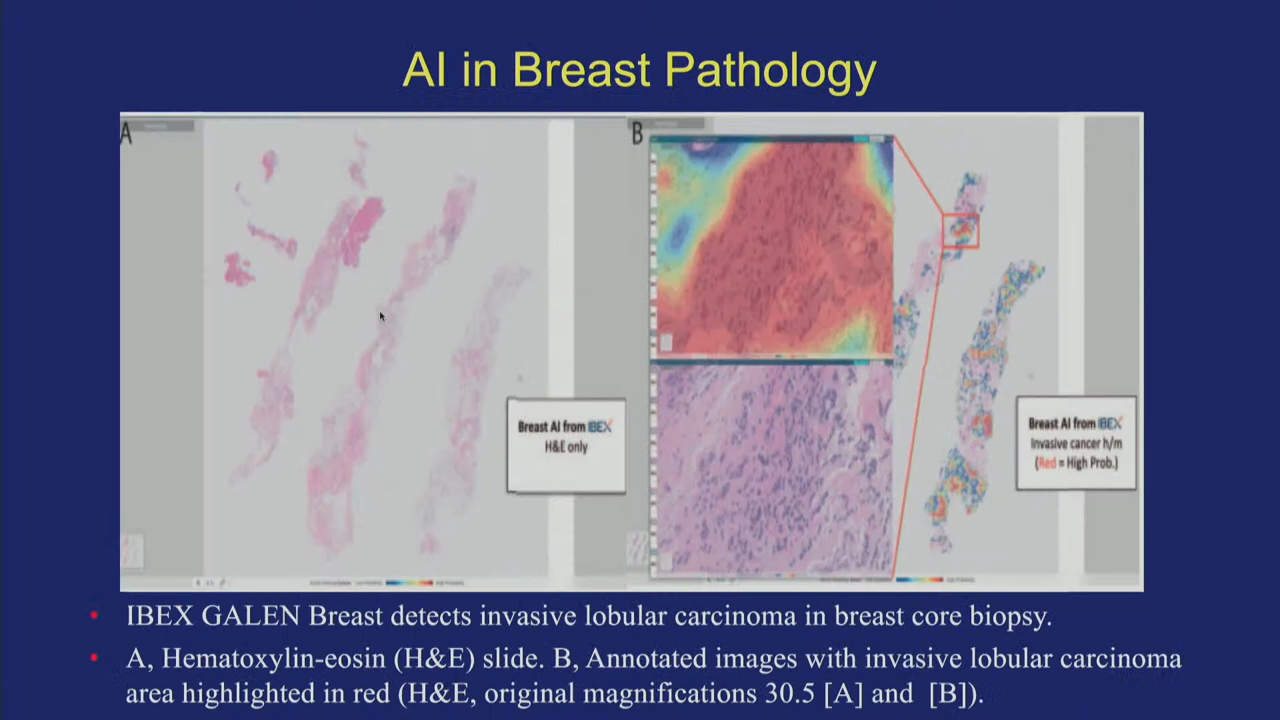 AI in Breast Pathology
A
B
Breast AI from IBEX
H&E only
Breast AI from IBEX
Invasive cancer h/m
(Red = High Prob.)
• IBEX GALEN Breast detects invasive lobular carcinoma in breast core biopsy.
• A, Hematoxylin-eosin (H&E) slide. B, Annotated images with invasive lobular carcinoma
area highlighted in red (H&E, original magnifications 30.5 [A] and [B]).